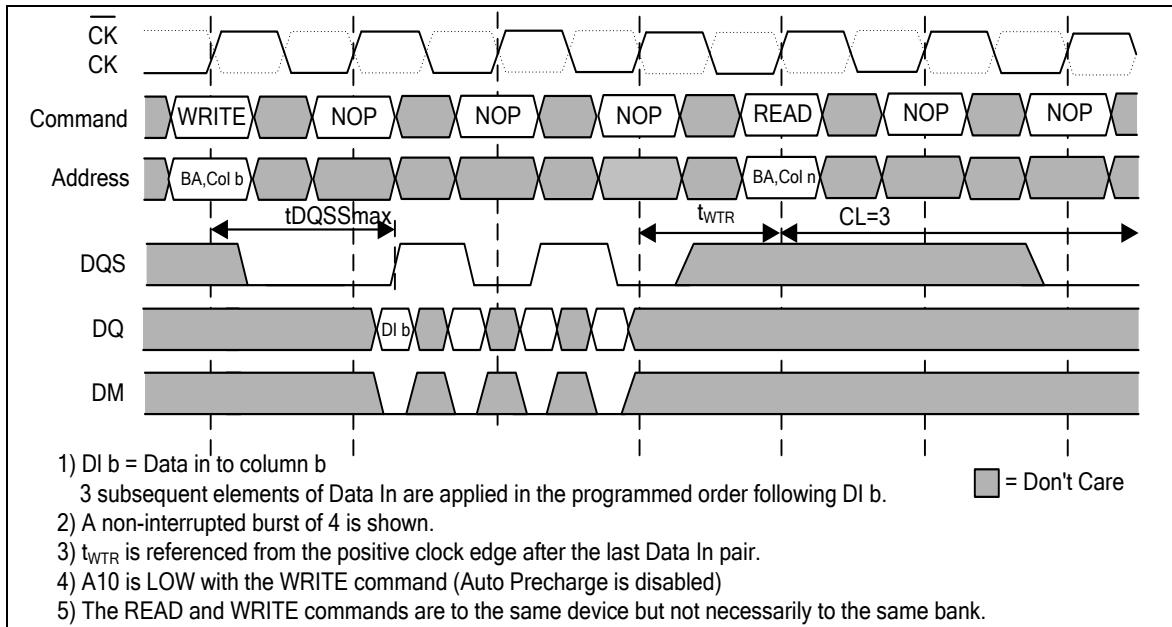 CK
CK
Command WRITE NOP NOP NOP READ NOP NOP
Address BA,Col b BA,Col n
tDQSSmax tWTR CL=3
DQS
DQ DI b
DM
1) DI b = Data in to column b
3 subsequent elements of Data In are applied in the programmed order following DI b.
= Don't Care
2) A non-interrupted burst of 4 is shown.
3) tWTR is referenced from the positive clock edge after the last Data In pair.
4) A10 is LOW with the WRITE command (Auto Precharge is disabled)
5) The READ and WRITE commands are to the same device but not necessarily to the same bank.